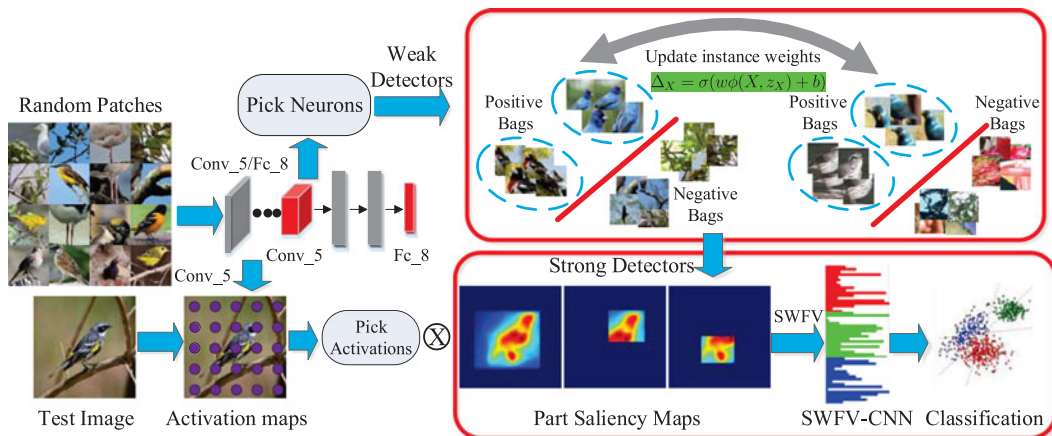 Random Patches
Pick Neurons
Weak
Detectors
Conv_5/Fc_8
Conv_5
Fc_8
Conv_5
Update instance weights
Δ_X = σ(wϕ(X, z_X) + b)
Positive
Bags
Negative
Bags
Positive
Bags
Negative
Bags
Strong Detectors
Pick
Activations
X
SWFV
Test Image
Activation maps
Part Saliency Maps
SWFV-CNN
Classification